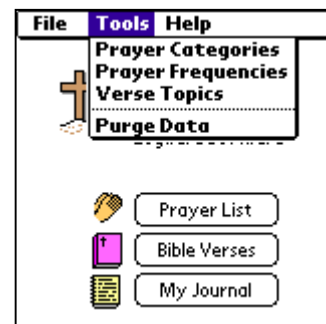 File Tools Help
Prayer Categories
Prayer Frequencies
Verse Topics
Purge Data
Prayer List
Bible Verses
My Journal